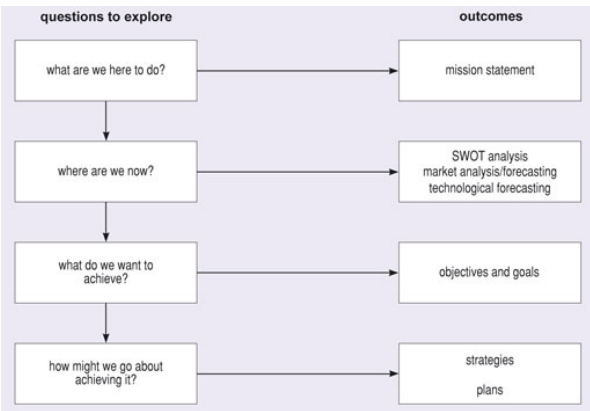 questions to explore
outcomes
what are we here to do?
mission statement
where are we now?
SWOT analysis
market analysis/forecasting
technological forecasting
what do we want to
achieve?
objectives and goals
how might we go about
achieving it?
strategies
plans